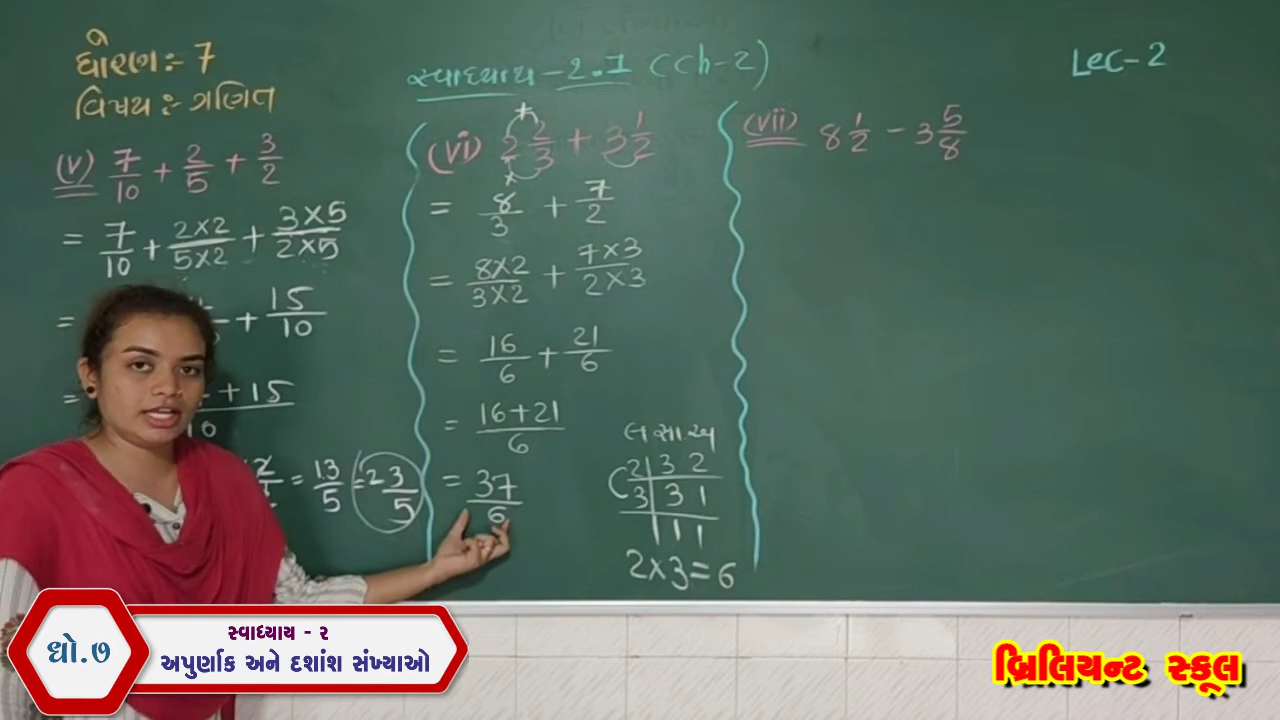 ધોરણ :- 7
વિષય :- ગણિત
સ્વાધ્યાય - 2.1 (Ch-2)
Lec-2
(v) 7/10 + 2/5 + 3/2
= 7/10 + 2×2/5×2 + 3×5/2×5
= + 15/10
= + 15
= 13/5 = 2 3/5
(vi) 2 2/3 + 3 1/2
= 8/3 + 7/2
= 8×2/3×2 + 7×3/2×3
= 16/6 + 21/6
= 16+21/6
= 37/6
લ સા અ
2 | 3 2
3 | 3 1
| 1 1
2×3=6
(vii) 8 1/2 - 3 5/8
ધો.૭
સ્વાધ્યાય - ૨
અપુર્ણાક અને દશાંશ સંખ્યાઓ
બ્રિલિયન્ટ સ્કૂલ